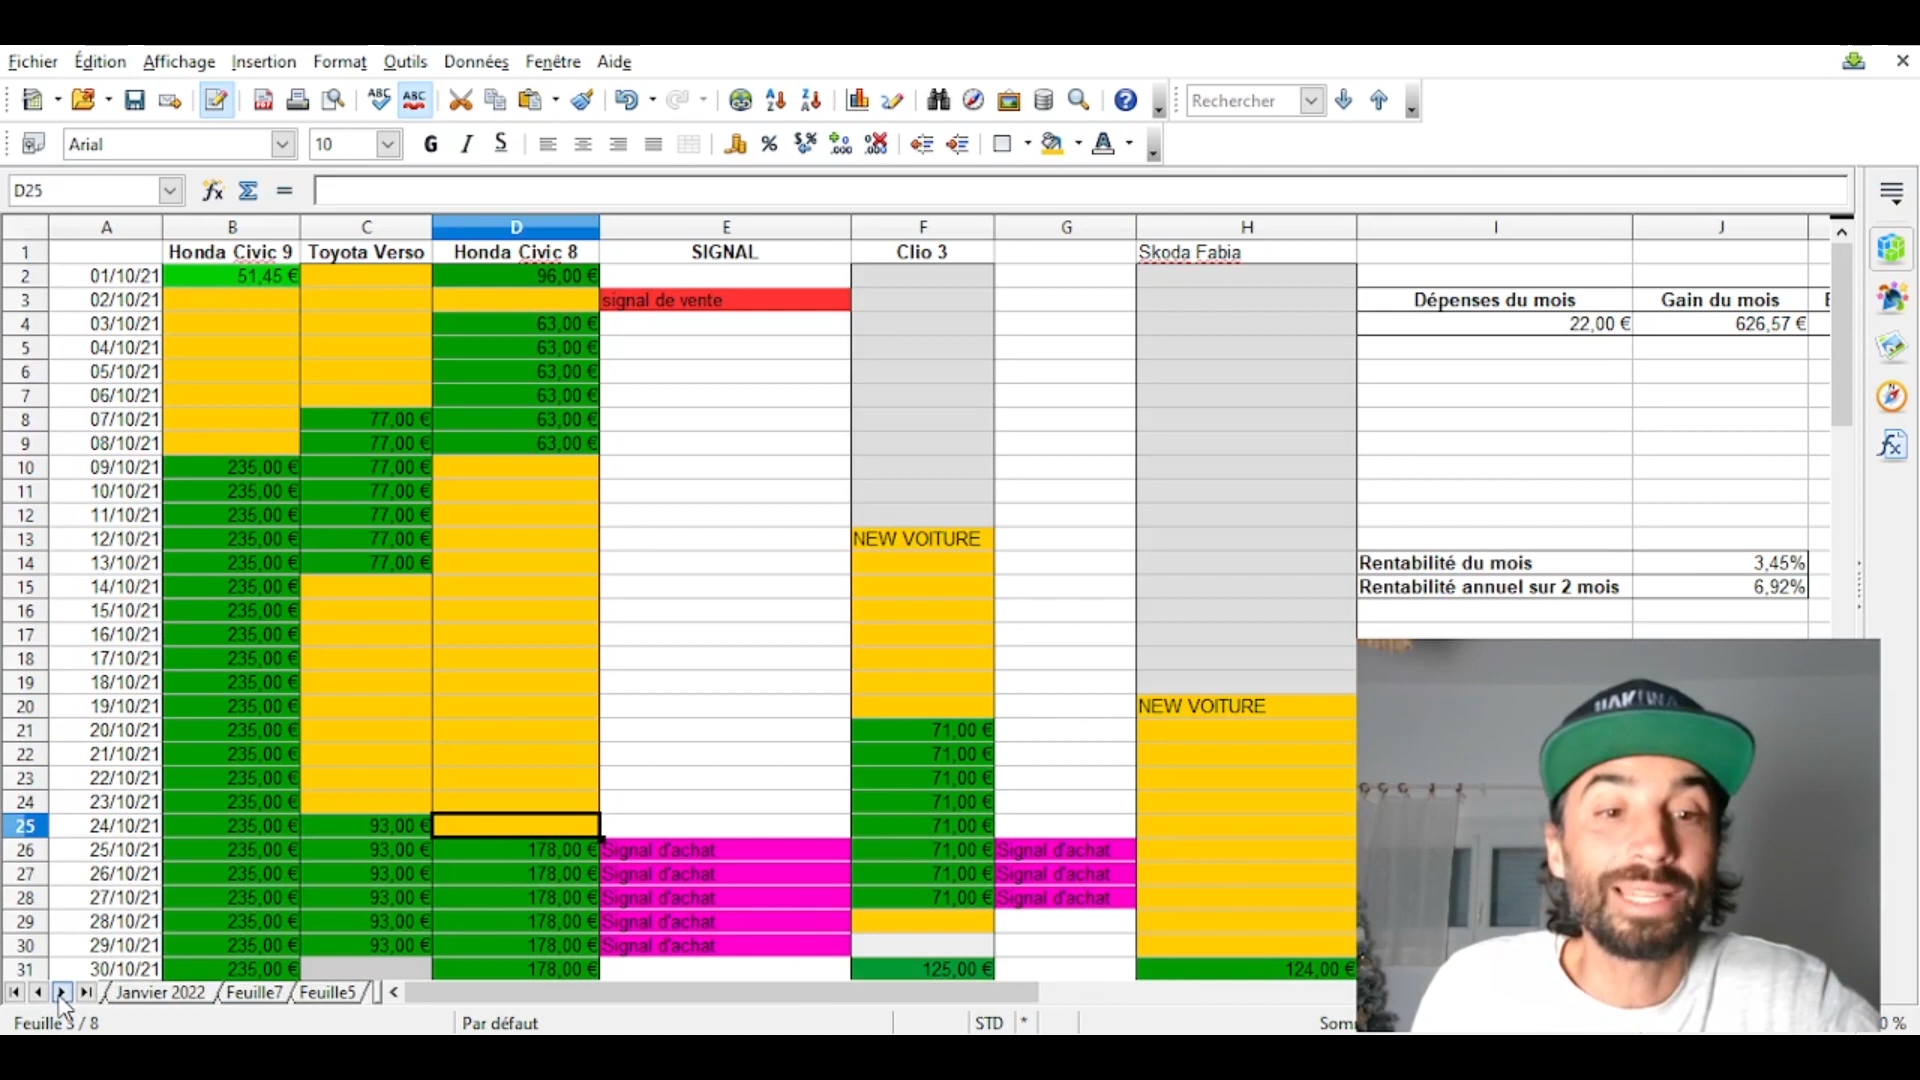 Fichier Édition Affichage Insertion Format Outils Données Fenêtre Aide
Rechercher
Arial 10 G I S
D25
A B C D E F G H I J
1 Honda Civic 9 Toyota Verso Honda Civic 8 SIGNAL Clio 3 Skoda Fabia
2 01/10/21 51,45 € 96,00 €
3 02/10/21 signal de vente Dépenses du mois Gain du mois
4 03/10/21 63,00 € 22,00 € 626,57 €
5 04/10/21 63,00 €
6 05/10/21 63,00 €
7 06/10/21 63,00 €
8 07/10/21 77,00 € 63,00 €
9 08/10/21 77,00 € 63,00 €
10 09/10/21 235,00 € 77,00 €
11 10/10/21 235,00 € 77,00 €
12 11/10/21 235,00 € 77,00 €
13 12/10/21 235,00 € 77,00 € NEW VOITURE
14 13/10/21 235,00 € 77,00 € Rentabilité du mois 3,45%
15 14/10/21 235,00 € Rentabilité annuel sur 2 mois 6,92%
16 15/10/21 235,00 €
17 16/10/21 235,00 €
18 17/10/21 235,00 €
19 18/10/21 235,00 €
20 19/10/21 235,00 € NEW VOITURE
21 20/10/21 235,00 € 71,00 €
22 21/10/21 235,00 € 71,00 €
23 22/10/21 235,00 € 71,00 €
24 23/10/21 235,00 € 71,00 €
25 24/10/21 235,00 € 93,00 € 71,00 €
26 25/10/21 235,00 € 93,00 € 178,00 € Signal d'achat 71,00 € Signal d'achat
27 26/10/21 235,00 € 93,00 € 178,00 € Signal d'achat 71,00 € Signal d'achat
28 27/10/21 235,00 € 93,00 € 178,00 € Signal d'achat 71,00 € Signal d'achat
29 28/10/21 235,00 € 93,00 € 178,00 € Signal d'achat
30 29/10/21 235,00 € 93,00 € 178,00 € Signal d'achat
31 30/10/21 235,00 € 178,00 € 125,00 € 124,00 €
Janvier 2022 Feuille7 Feuille5
Feuille 3 / 8 Par défaut STD * Som 0 %